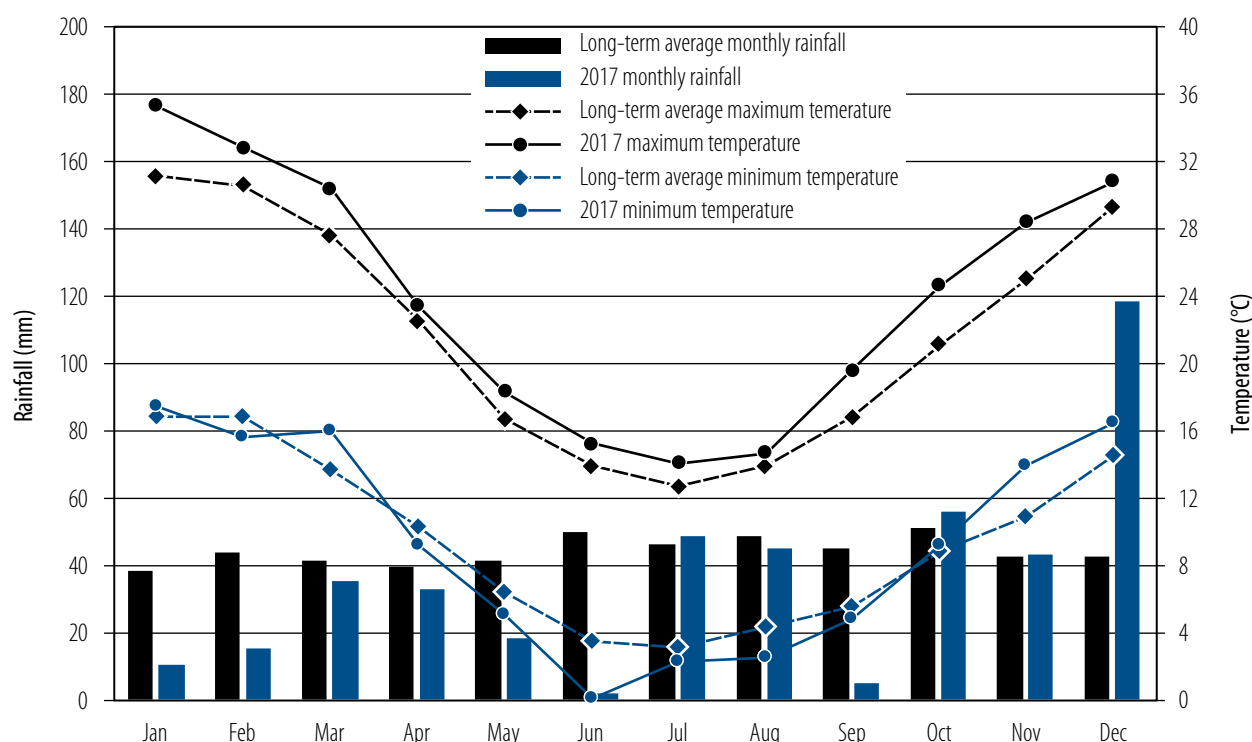 Long-term average monthly rainfall
2017 monthly rainfall
Long-term average maximum temerature
201 7 maximum temperature
Long-term average minimum temperature
2017 minimum temperature
Rainfall (mm)
200
180
160
140
120
100
80
60
40
20
0
Temperature (°C)
40
36
32
28
24
20
16
12
8
4
0
Jan Feb Mar Apr May Jun Jul Aug Sep Oct Nov Dec